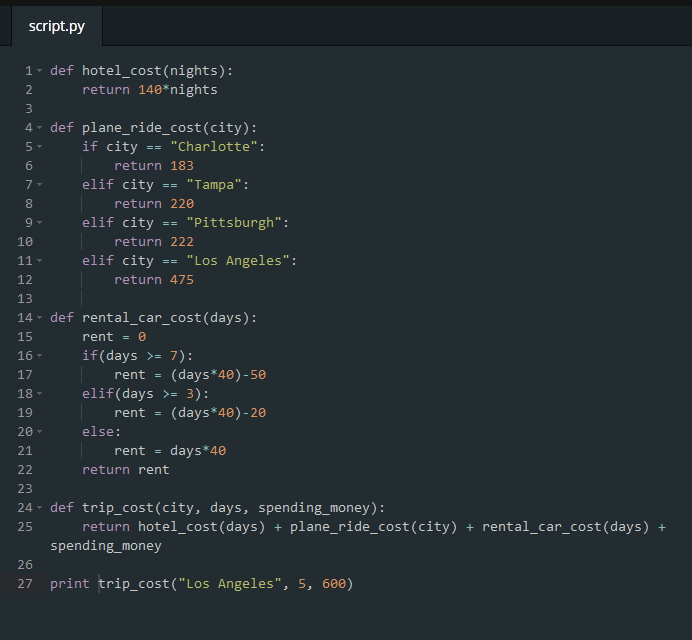 script.py
1 def hotel_cost(nights):
2     return 140*nights
3
4 def plane_ride_cost(city):
5     if city == "Charlotte":
6         return 183
7     elif city == "Tampa":
8         return 220
9     elif city == "Pittsburgh":
10         return 222
11     elif city == "Los Angeles":
12         return 475
13
14 def rental_car_cost(days):
15     rent = 0
16     if(days >= 7):
17         rent = (days*40)-50
18     elif(days >= 3):
19         rent = (days*40)-20
20     else:
21         rent = days*40
22     return rent
23
24 def trip_cost(city, days, spending_money):
25     return hotel_cost(days) + plane_ride_cost(city) + rental_car_cost(days) +
spending_money
26
27 print trip_cost("Los Angeles", 5, 600)